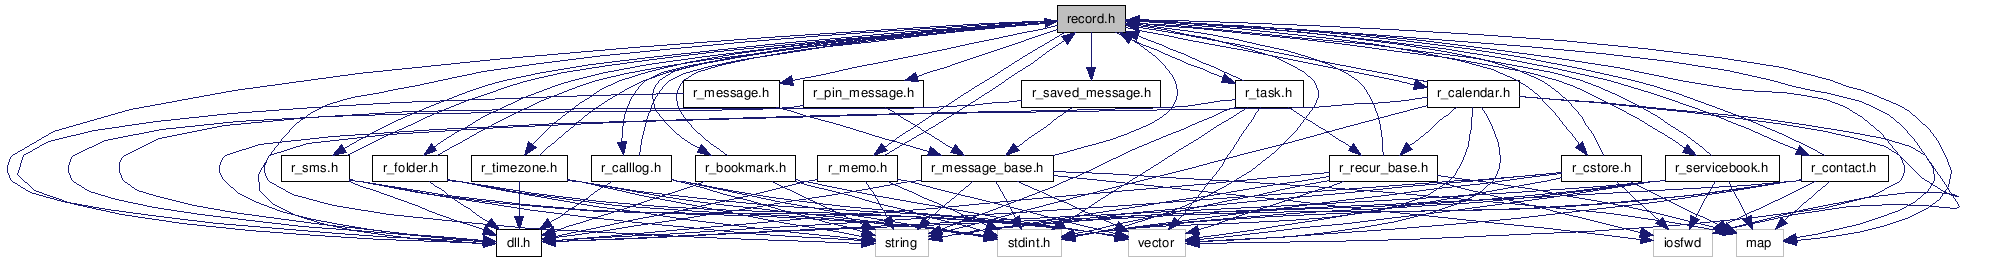 record.h
r_message.h
r_pin_message.h
r_saved_message.h
r_task.h
r_calendar.h
r_sms.h
r_folder.h
r_timezone.h
r_calllog.h
r_bookmark.h
r_memo.h
r_message_base.h
r_recur_base.h
r_cstore.h
r_servicebook.h
r_contact.h
dll.h
string
stdint.h
vector
iosfwd
map